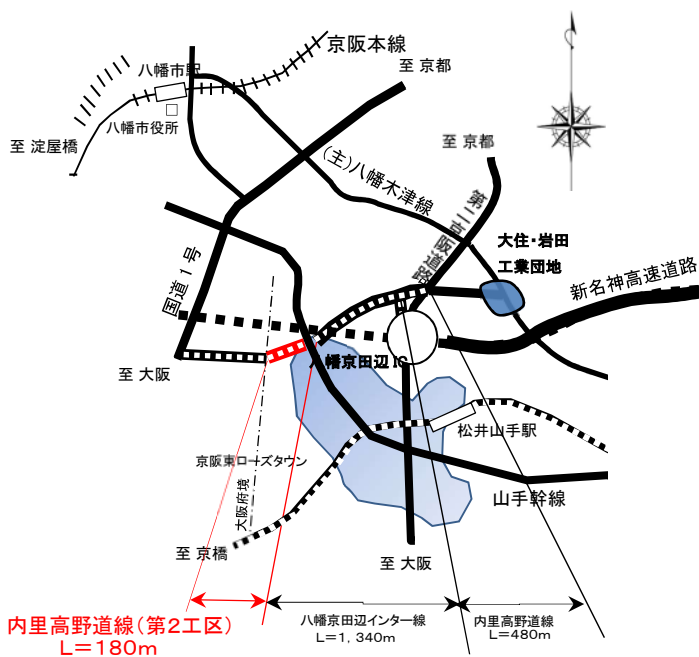 京阪本線
八幡市駅
至 京都
八幡市役所
至 淀屋橋
至 京都
(主)八幡木津線
第二京阪道路
大住・岩田
工業団地
新名神高速道路
国道1号
至 大阪
八幡京田辺IC
松井山手駅
京阪東ローズタウン
大阪府境
山手幹線
至 京橋
至 大阪
内里高野道線(第2工区)
L=180m
八幡京田辺インター線
L=1,340m
内里高野道線
L=480m